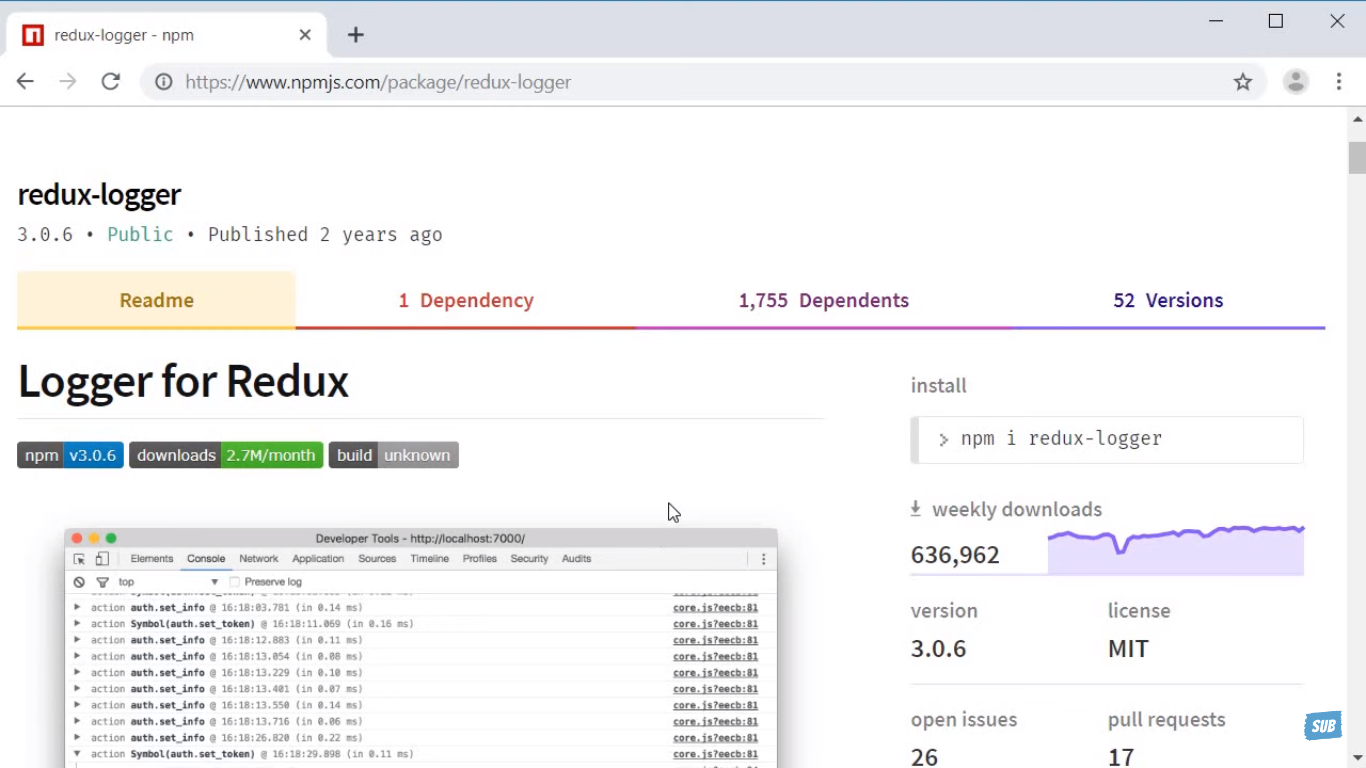 redux-logger - npm
https://www.npmjs.com/package/redux-logger
redux-logger
3.0.6 • Public • Published 2 years ago
Readme
1 Dependency
1,755 Dependents
52 Versions
Logger for Redux
npm v3.0.6 downloads 2.7M/month build unknown
install
> npm i redux-logger
weekly downloads
636,962
version
3.0.6
license
MIT
open issues
26
pull requests
17
Developer Tools - http://localhost:7000/
Elements Console Network Application Sources Timeline Profiles Security Audits
top ▼ Preserve log
action auth.set_info @ 16:18:03.781 (in 0.14 ms) core.js?eecb:81
action Symbol(auth.set_token) @ 16:18:11.069 (in 0.16 ms) core.js?eecb:81
action auth.set_info @ 16:18:12.883 (in 0.11 ms) core.js?eecb:81
action auth.set_info @ 16:18:13.054 (in 0.08 ms) core.js?eecb:81
action auth.set_info @ 16:18:13.229 (in 0.10 ms) core.js?eecb:81
action auth.set_info @ 16:18:13.401 (in 0.07 ms) core.js?eecb:81
action auth.set_info @ 16:18:13.550 (in 0.14 ms) core.js?eecb:81
action auth.set_info @ 16:18:13.716 (in 0.06 ms) core.js?eecb:81
action auth.set_info @ 16:18:26.820 (in 0.22 ms) core.js?eecb:81
action Symbol(auth.set_token) @ 16:18:29.898 (in 0.11 ms) core.js?eecb:81
SUB